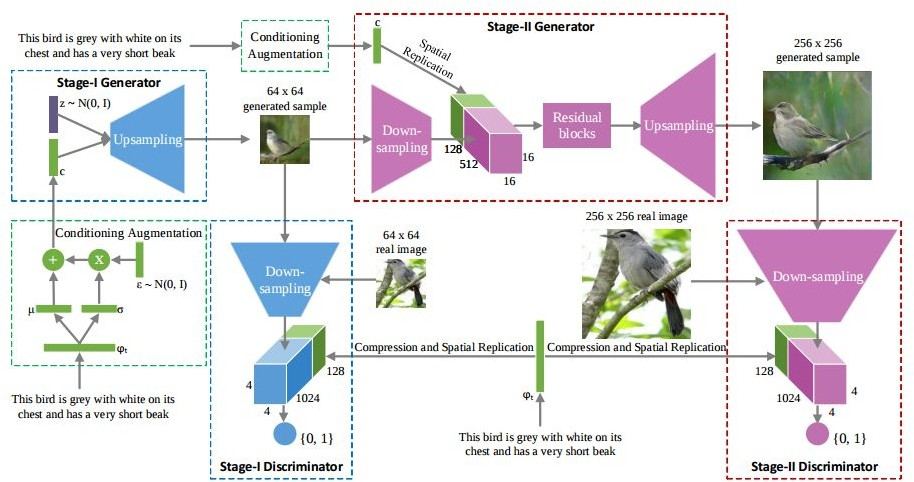 This bird is grey with white on its
chest and has a very short beak
Conditioning
Augmentation
c
Spatial
Replication
Stage-II Generator
256 x 256
generated sample
Stage-I Generator
z ~ N(0, I)
c
Upsampling
64 x 64
generated sample
Down-
sampling
128
512
16
16
Residual
blocks
Upsampling
Conditioning Augmentation
+
X
ε ~ N(0, I)
μ
σ
φt
This bird is grey with white on its
chest and has a very short beak
Down-
sampling
64 x 64
real image
256 x 256 real image
Down-sampling
Compression and Spatial Replication
Compression and Spatial Replication
φt
This bird is grey with white on its
chest and has a very short beak
128
1024
4
4
{0, 1}
Stage-I Discriminator
128
1024
4
4
{0, 1}
Stage-II Discriminator